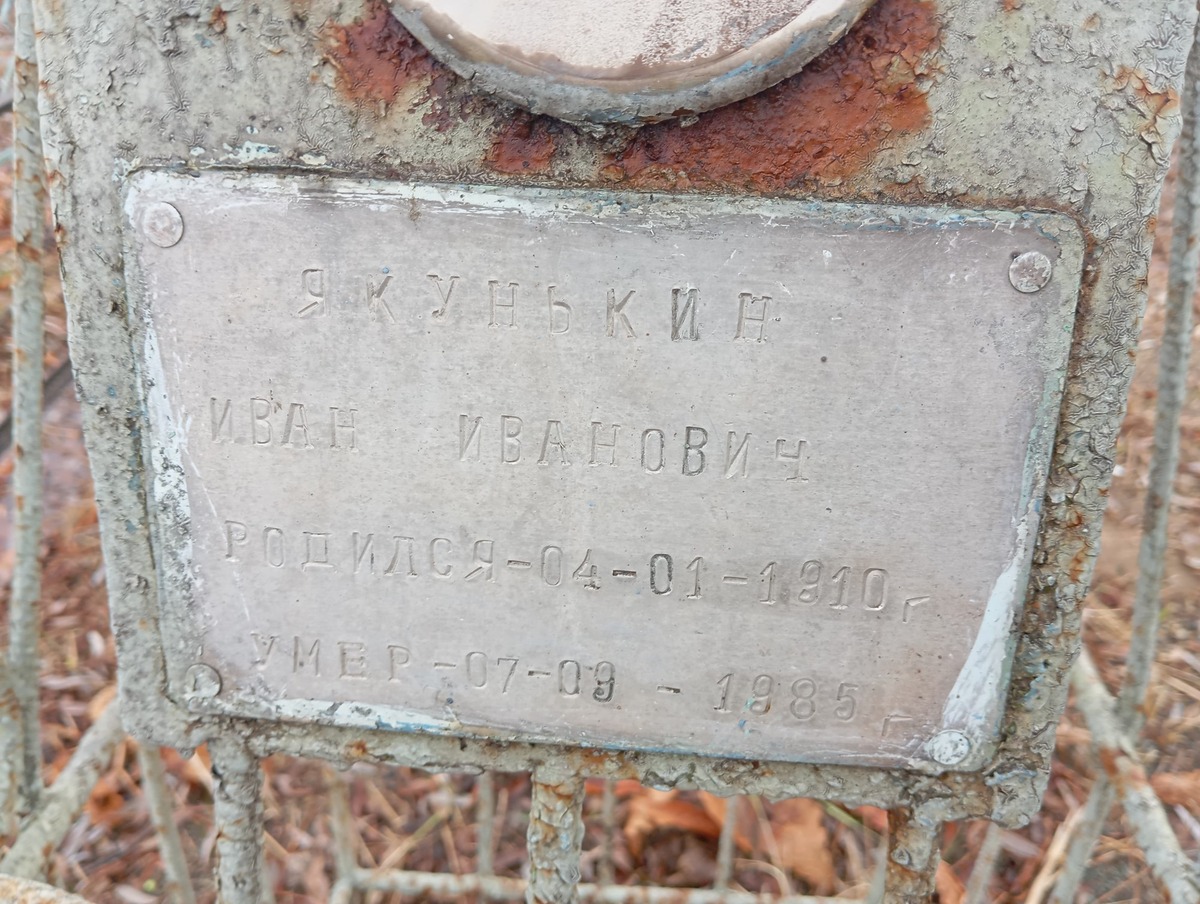 ЯКУНЬКИН
ИВАН ИВАНОВИЧ
РОДИЛСЯ-04-01-1910г
УМЕР-07-09 - 1985г